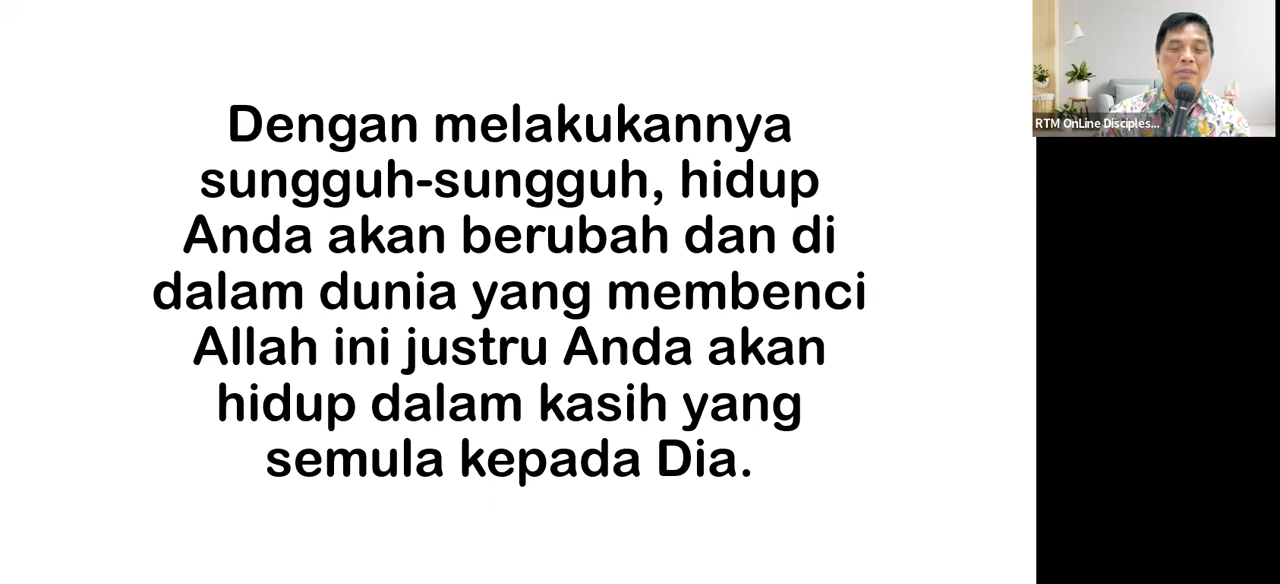 Dengan melakukannya
sungguh-sungguh, hidup
Anda akan berubah dan di
dalam dunia yang membenci
Allah ini justru Anda akan
hidup dalam kasih yang
semula kepada Dia.
RTM OnLine Disciples...